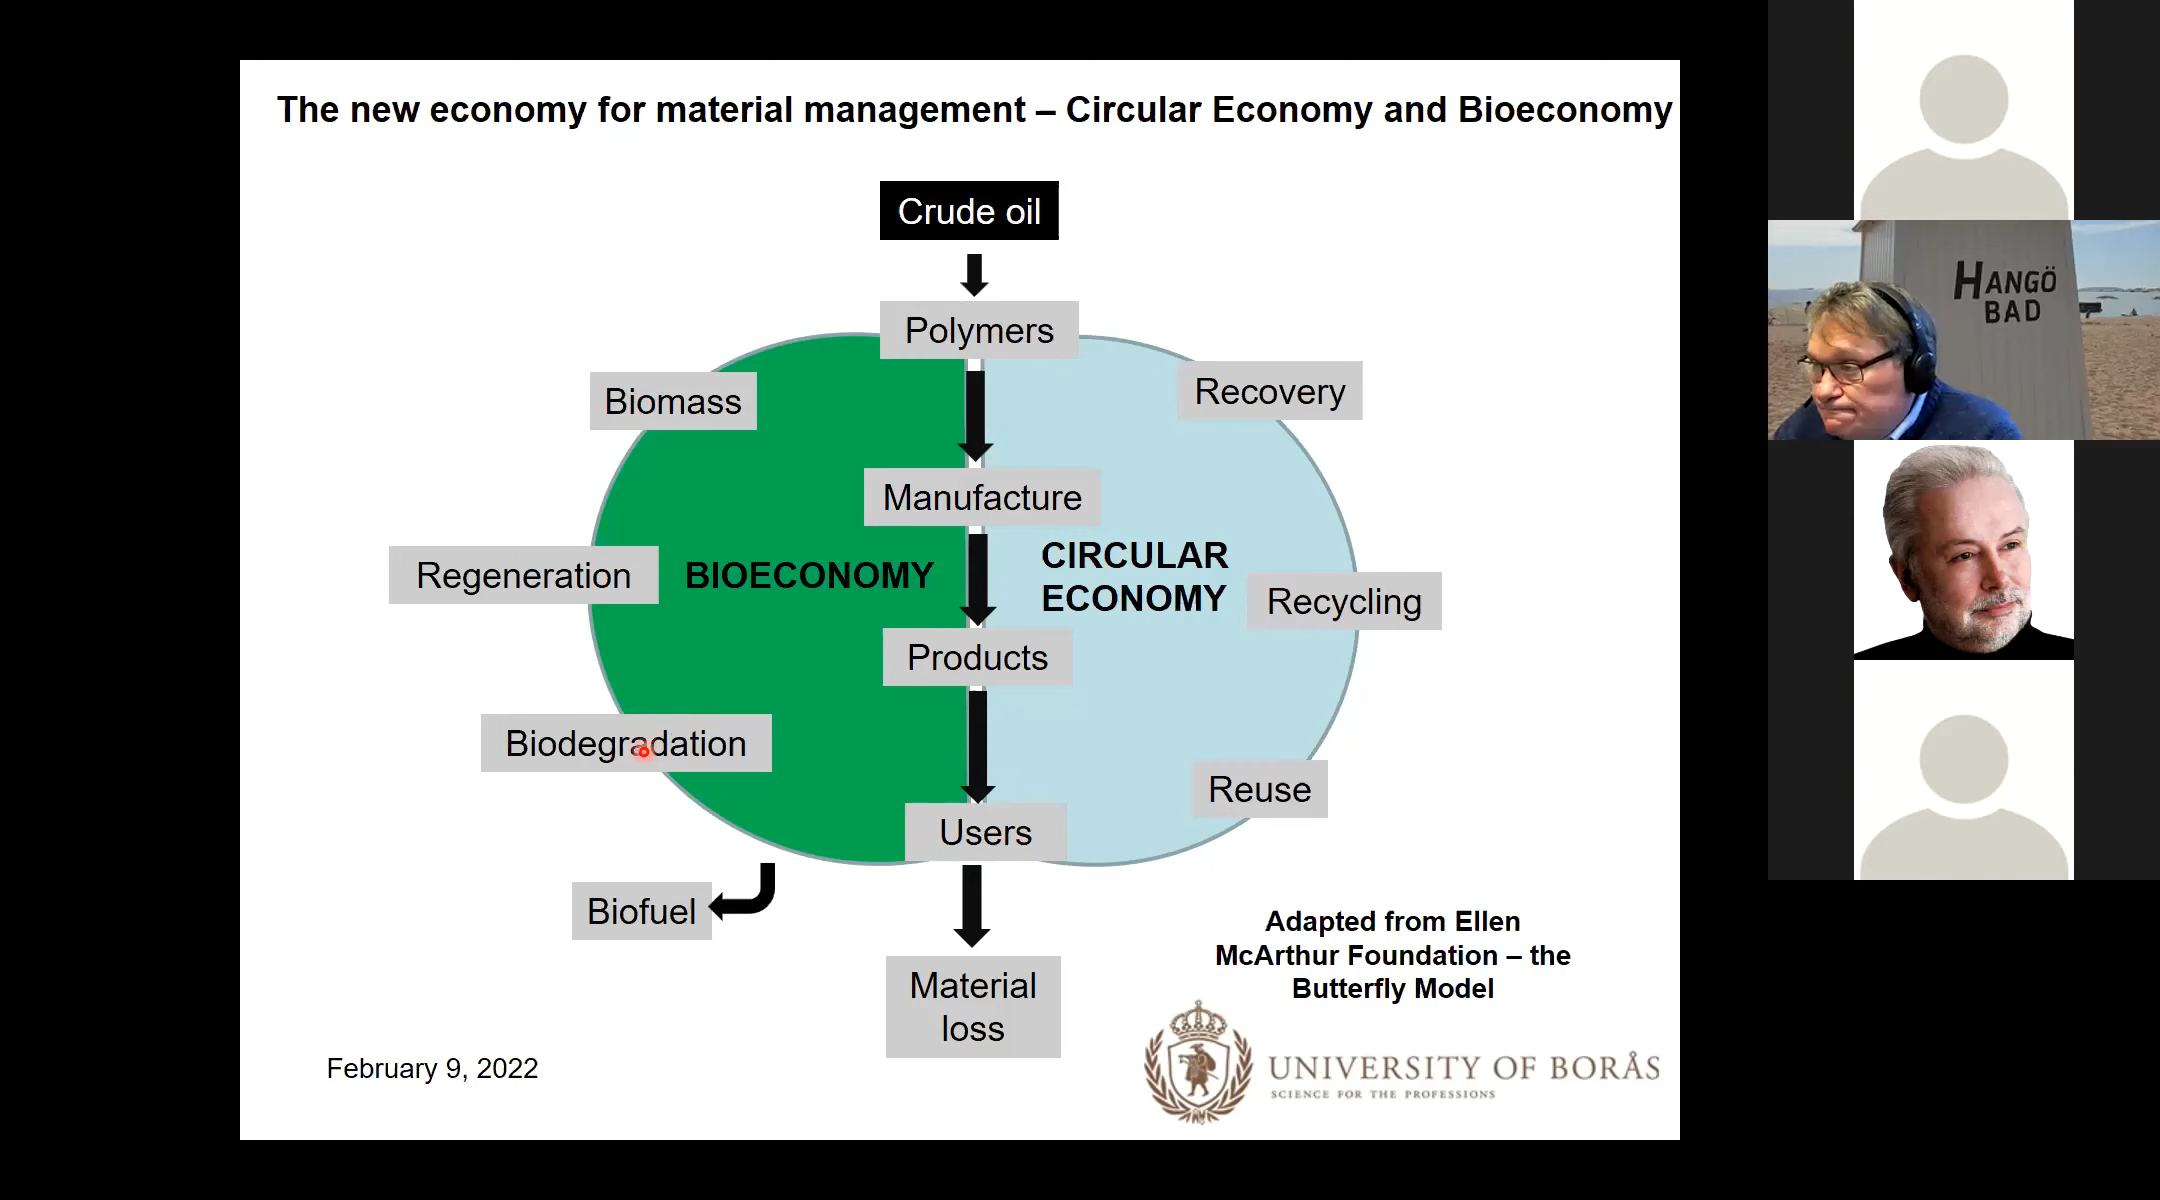 The new economy for material management – Circular Economy and Bioeconomy
Crude oil
Polymers
Biomass
Recovery
Manufacture
Regeneration
BIOECONOMY
CIRCULAR
ECONOMY
Recycling
Products
Biodegradation
Reuse
Users
Biofuel
Material
loss
Adapted from Ellen
McArthur Foundation – the
Butterfly Model
February 9, 2022
UNIVERSITY OF BORÅS
SCIENCE FOR THE PROFESSIONS
HANGÖ
BAD